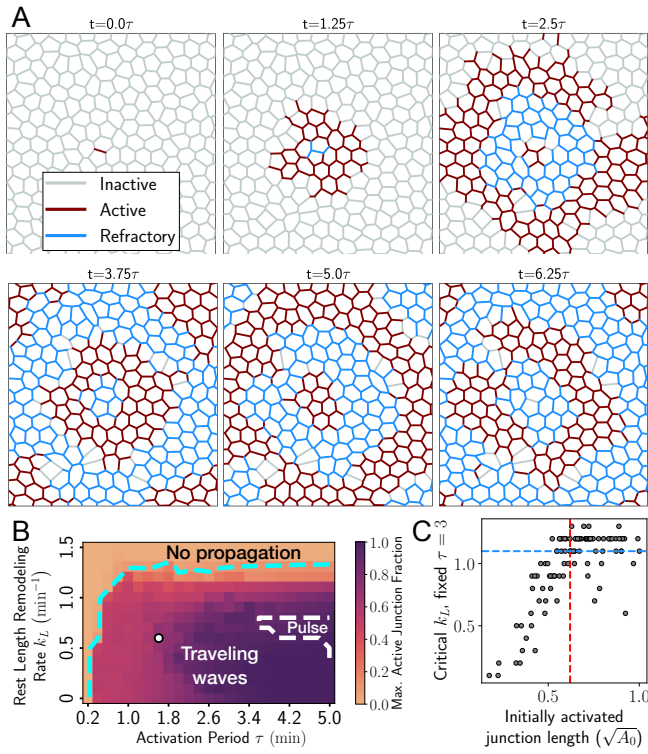 A
t=0.0τ
t=1.25τ
t=2.5τ
Inactive
Active
Refractory
t=3.75τ
t=5.0τ
t=6.25τ
B
Rest Length Remodeling
Rate k_L (min⁻¹)
1.5
1.0
0.5
0
No propagation
Pulse
Traveling
waves
0.2 1.0 1.8 2.6 3.4 4.2 5.0
Activation Period τ (min)
1.0
0.8
0.6
0.4
0.2
0.0
Max. Active Junction Fraction
C
Critical k_L, fixed τ = 3
1.0
0.5
0.5 1.0
Initially activated
junction length (√A₀)